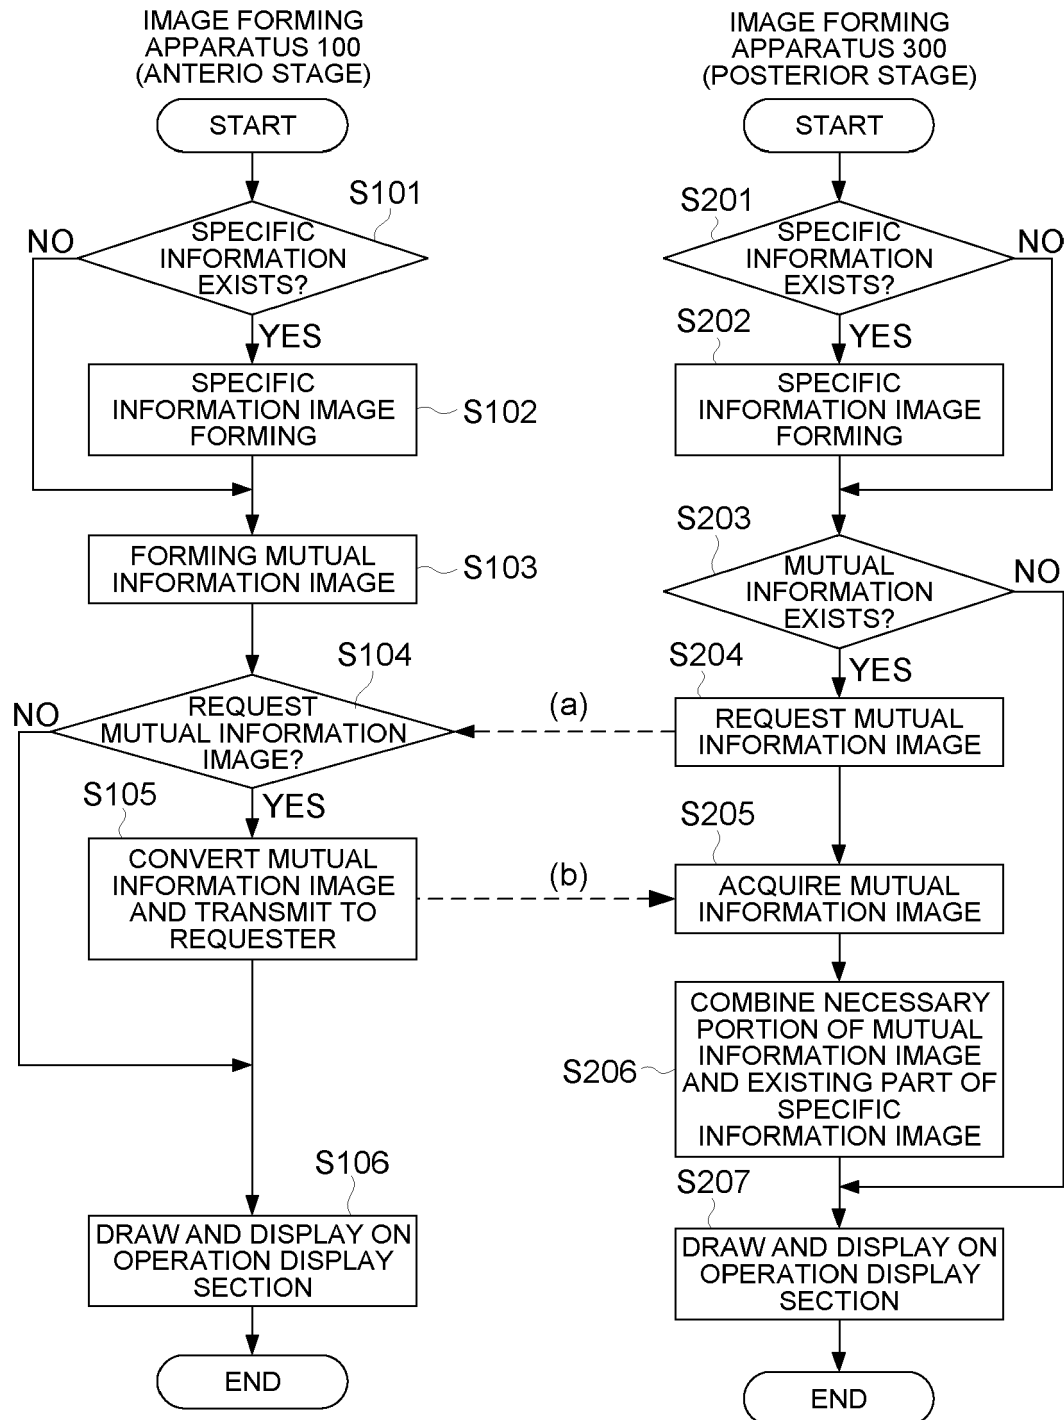 IMAGE FORMING
APPARATUS 100
(ANTERIO STAGE)
START
S101
NO
SPECIFIC
INFORMATION
EXISTS?
YES
SPECIFIC
INFORMATION IMAGE
FORMING
S102
FORMING MUTUAL
INFORMATION IMAGE
S103
S104
NO
REQUEST
MUTUAL INFORMATION
IMAGE?
S105
YES
CONVERT MUTUAL
INFORMATION IMAGE
AND TRANSMIT TO
REQUESTER
S106
DRAW AND DISPLAY ON
OPERATION DISPLAY
SECTION
END
(a)
(b)
IMAGE FORMING
APPARATUS 300
(POSTERIOR STAGE)
START
S201
SPECIFIC
INFORMATION
EXISTS?
NO
S202
YES
SPECIFIC
INFORMATION IMAGE
FORMING
S203
MUTUAL
INFORMATION
EXISTS?
NO
S204
YES
REQUEST MUTUAL
INFORMATION IMAGE
S205
ACQUIRE MUTUAL
INFORMATION IMAGE
S206
COMBINE NECESSARY
PORTION OF MUTUAL
INFORMATION IMAGE
AND EXISTING PART OF
SPECIFIC
INFORMATION IMAGE
S207
DRAW AND DISPLAY ON
OPERATION DISPLAY
SECTION
END